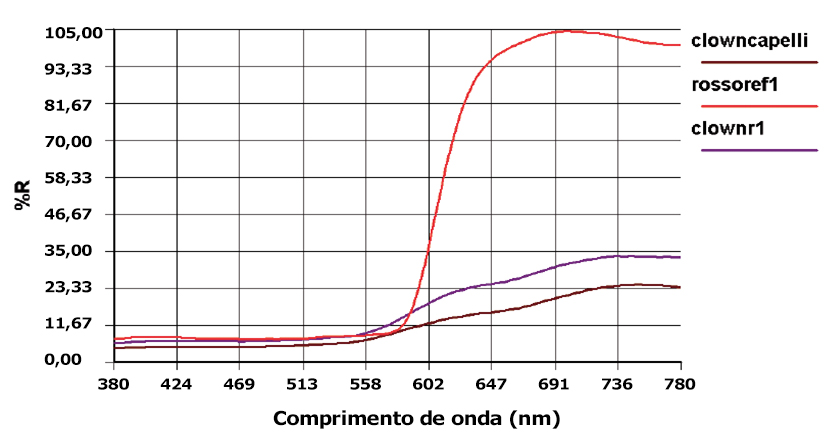 105,00
93,33
81,67
70,00
58,33
46,67
35,00
23,33
11,67
0,00
%R
380 424 469 513 558 602 647 691 736 780
Comprimento de onda (nm)
clowncapelli
rossoref1
clownr1